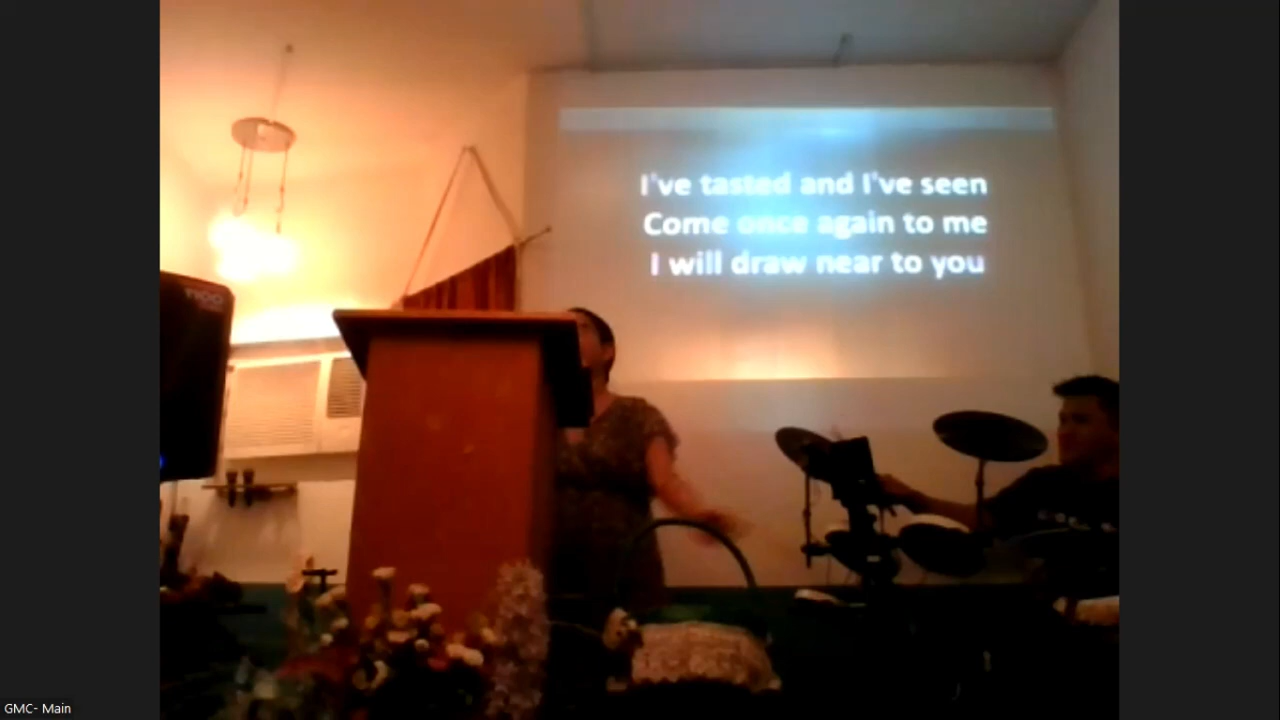 I've tasted and I've seen
Come once again to me
I will draw near to you
GMC- Main